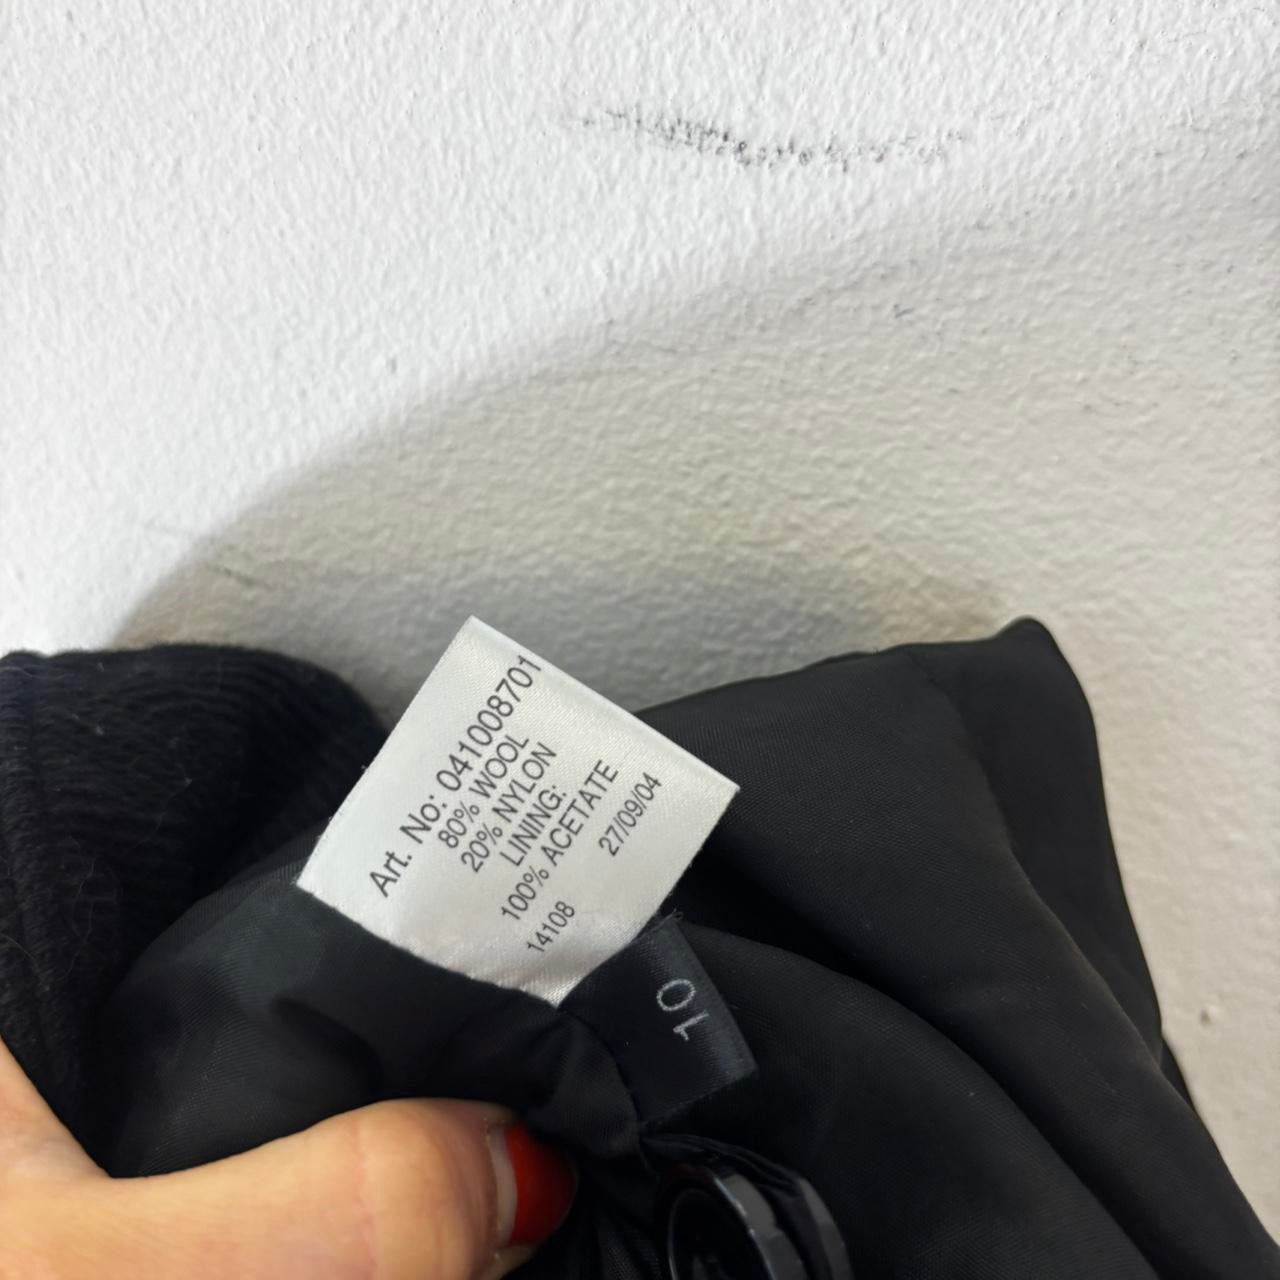 Art. No: 041008701
80% WOOL
20% NYLON
LINING:
100% ACETATE
14108 27/09/04
10